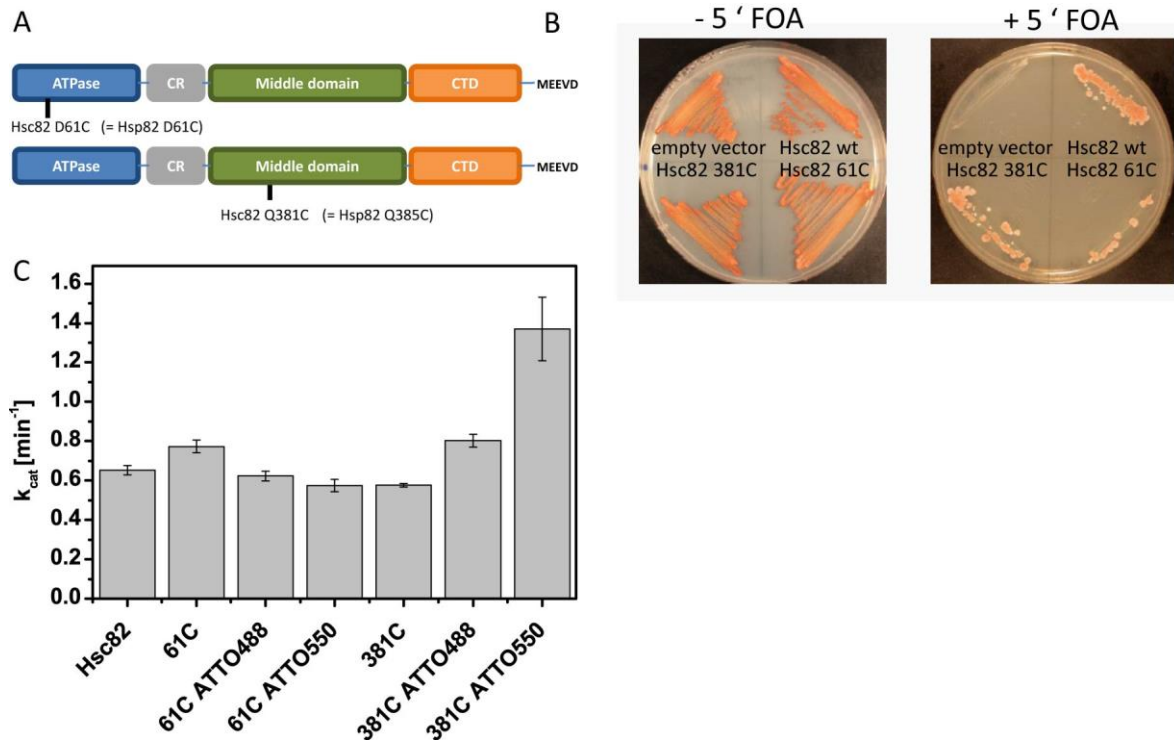 A
ATPase CR Middle domain CTD MEEVD
Hsc82 D61C (= Hsp82 D61C)
ATPase CR Middle domain CTD MEEVD
Hsc82 Q381C (= Hsp82 Q385C)
B
- 5 ‘ FOA + 5 ‘ FOA
empty vector Hsc82 wt
Hsc82 381C Hsc82 61C
empty vector Hsc82 wt
Hsc82 381C Hsc82 61C
C
kcat [min-1]
1.6
1.4
1.2
1.0
0.8
0.6
0.4
0.2
0.0
Hsc82
61C
61C ATTO488
61C ATTO550
381C
381C ATTO488
381C ATTO550